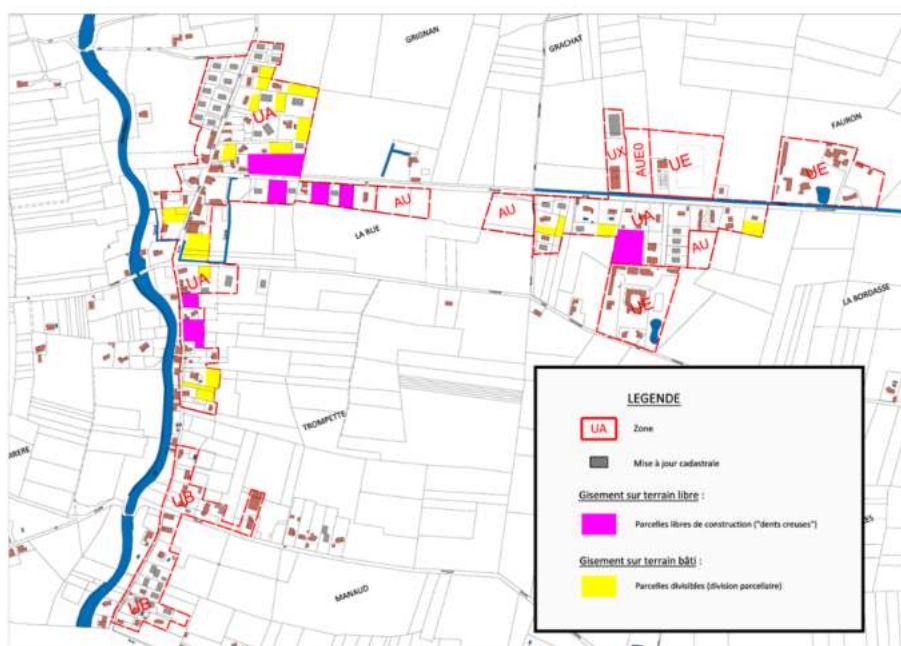 GRIGNAN
GRACHAT
FAURON
UA
UX
AUE0
UE
UE
AU
AU
UA
LA RUE
AU
UA
UE
LA BORDASSE
TROMPETTE
UB
MANAUD
UB
LEGENDE
UA Zone
Mise à jour cadastrale
Gisement sur terrain libre :
Parcelles libres de construction ("dents creuses")
Gisement sur terrain bâti :
Parcelles divisibles (division parcellaire)